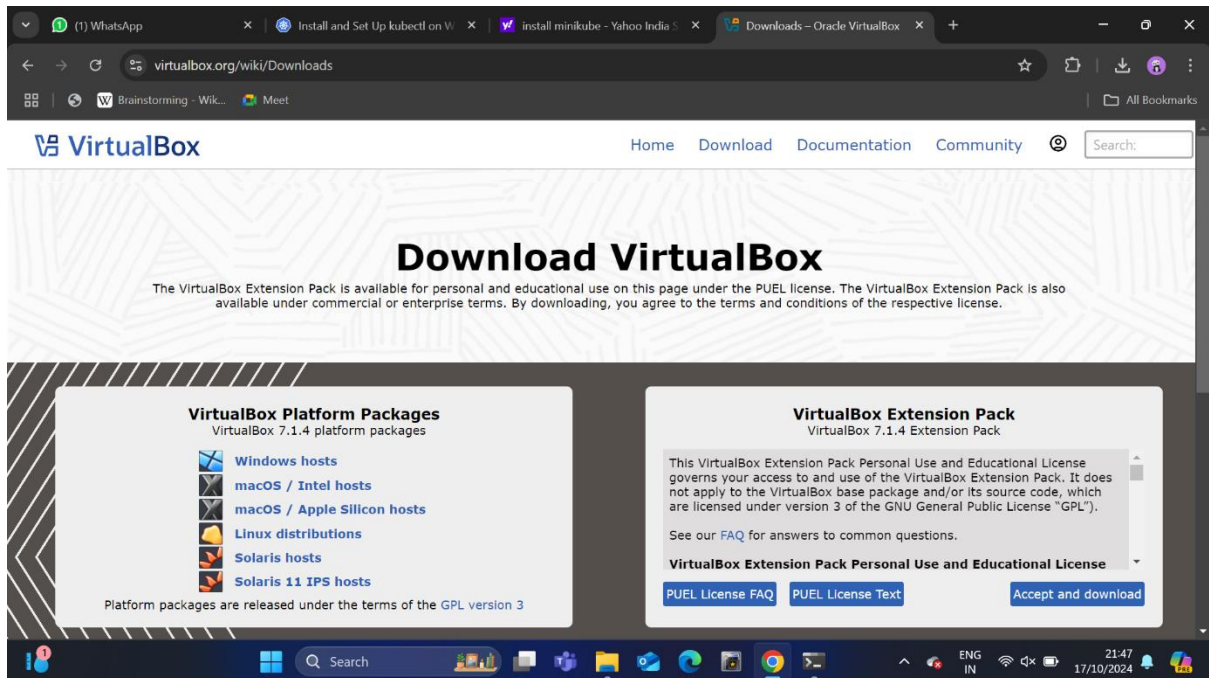 (1) WhatsApp
Install and Set Up kubectl on W
install minikube - Yahoo India S
Downloads – Oracle VirtualBox
virtualbox.org/wiki/Downloads
Brainstorming - Wik...
Meet
All Bookmarks
VirtualBox
Home
Download
Documentation
Community
Search:
Download VirtualBox
The VirtualBox Extension Pack is available for personal and educational use on this page under the PUEL license. The VirtualBox Extension Pack is also
available under commercial or enterprise terms. By downloading, you agree to the terms and conditions of the respective license.
VirtualBox Platform Packages
VirtualBox 7.1.4 platform packages
Windows hosts
macOS / Intel hosts
macOS / Apple Silicon hosts
Linux distributions
Solaris hosts
Solaris 11 IPS hosts
Platform packages are released under the terms of the GPL version 3
VirtualBox Extension Pack
VirtualBox 7.1.4 Extension Pack
This VirtualBox Extension Pack Personal Use and Educational License
governs your access to and use of the VirtualBox Extension Pack. It does
not apply to the VirtualBox base package and/or its source code, which
are licensed under version 3 of the GNU General Public License “GPL”).
See our FAQ for answers to common questions.
VirtualBox Extension Pack Personal Use and Educational License
PUEL License FAQ
PUEL License Text
Accept and download
1
Search
ENG
IN
21:47
17/10/2024
PRE